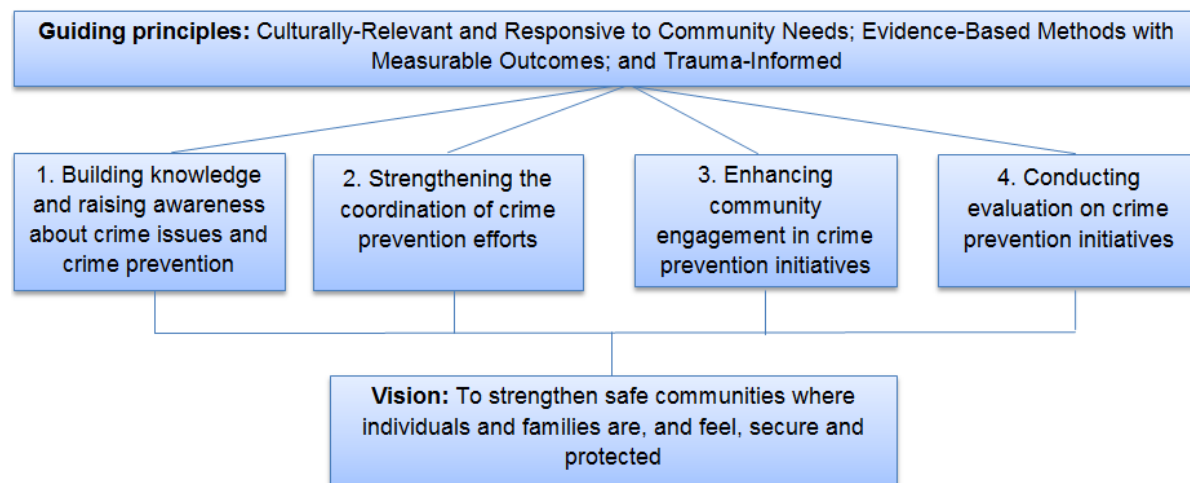 Guiding principles: Culturally-Relevant and Responsive to Community Needs; Evidence-Based Methods with
Measurable Outcomes; and Trauma-Informed
1. Building knowledge
and raising awareness
about crime issues and
crime prevention
2. Strengthening the
coordination of crime
prevention efforts
3. Enhancing
community
engagement in crime
prevention initiatives
4. Conducting
evaluation on crime
prevention initiatives
Vision: To strengthen safe communities where
individuals and families are, and feel, secure and
protected